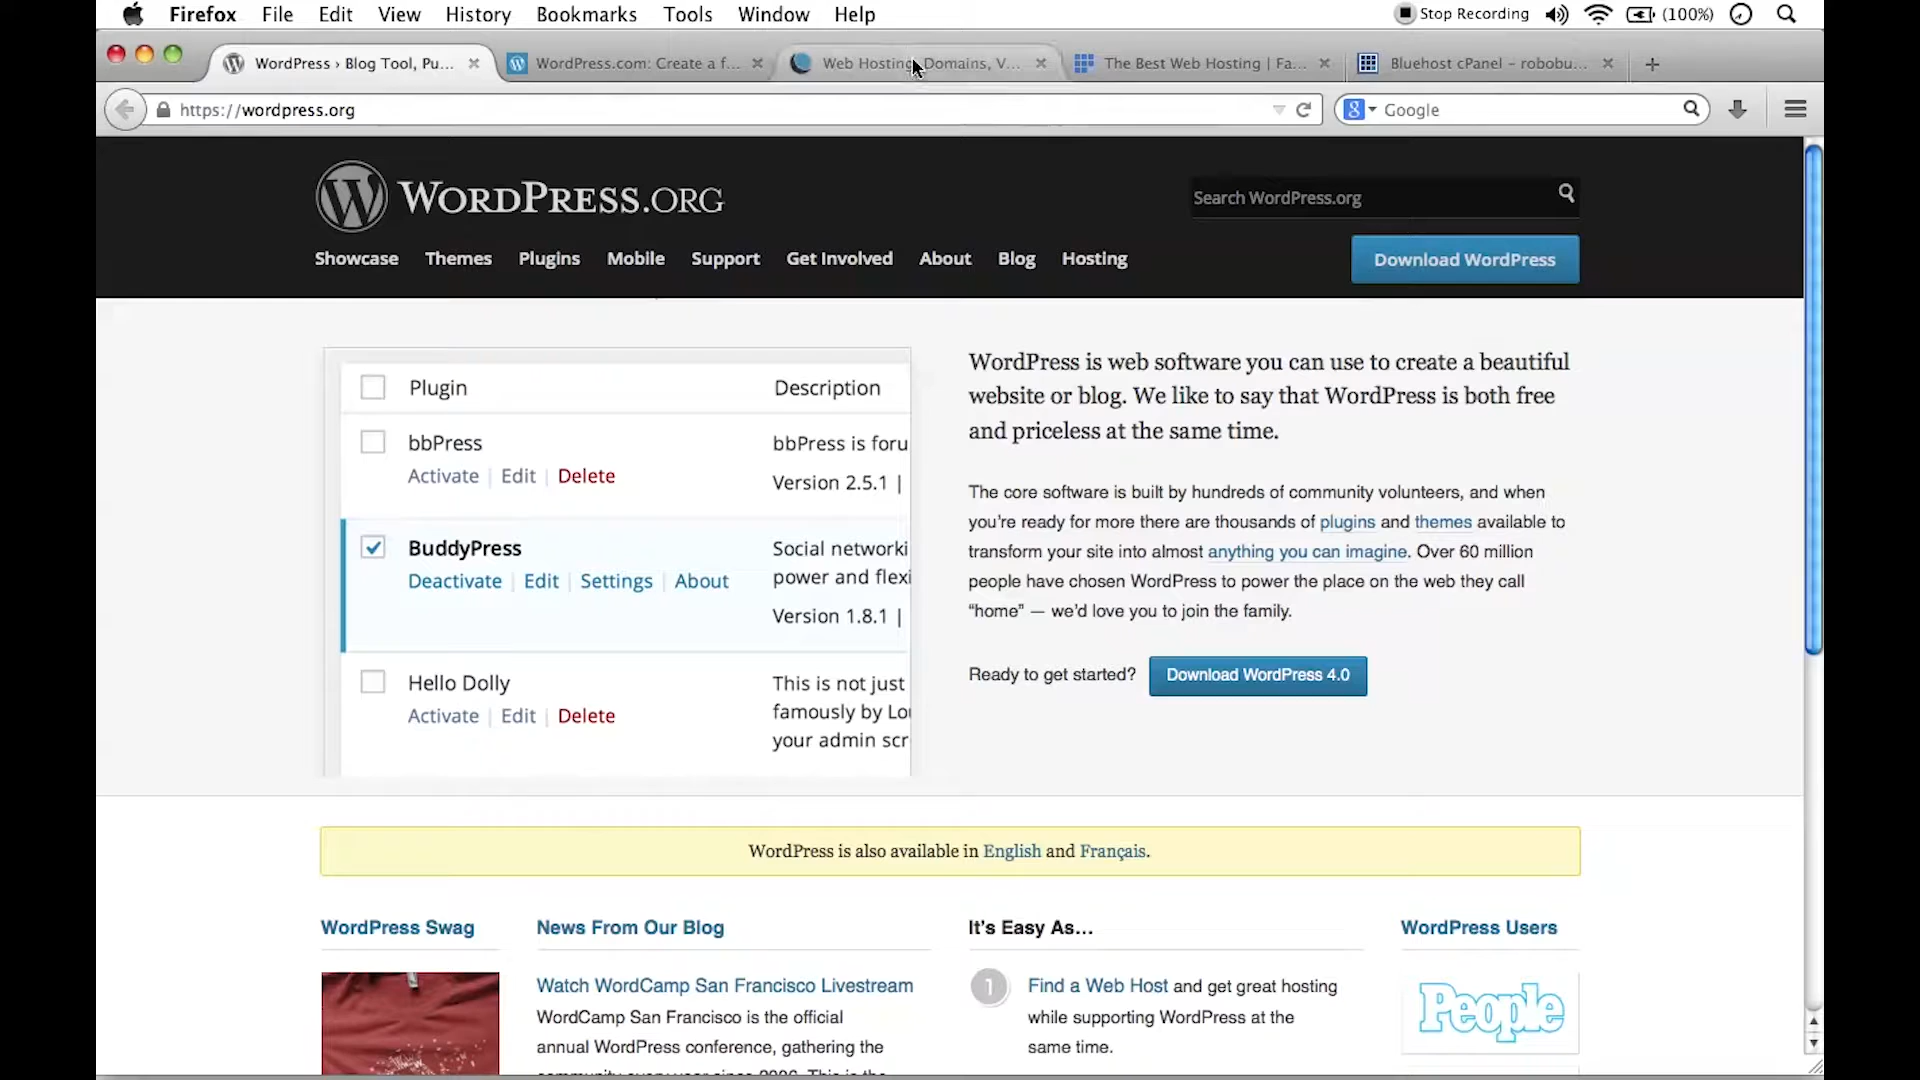 Firefox File Edit View History Bookmarks Tools Window Help Stop Recording (100%)
WordPress › Blog Tool, Pu... WordPress.com: Create a f... Web Hosting, Domains, V... The Best Web Hosting | Fa... Bluehost cPanel – robobu...
https://wordpress.org Google
WORDPRESS.ORG
Search WordPress.org
Showcase Themes Plugins Mobile Support Get Involved About Blog Hosting
Download WordPress
Plugin Description
bbPress bbPress is foru
Activate | Edit | Delete
Version 2.5.1 |
BuddyPress Social networki
Deactivate | Edit | Settings | About power and flexi
Version 1.8.1 |
Hello Dolly This is not just
Activate | Edit | Delete famously by Lou
your admin scr
WordPress is web software you can use to create a beautiful
website or blog. We like to say that WordPress is both free
and priceless at the same time.
The core software is built by hundreds of community volunteers, and when
you’re ready for more there are thousands of plugins and themes available to
transform your site into almost anything you can imagine. Over 60 million
people have chosen WordPress to power the place on the web they call
“home” — we’d love you to join the family.
Ready to get started? Download WordPress 4.0
WordPress is also available in English and Français.
WordPress Swag
News From Our Blog
Watch WordCamp San Francisco Livestream
WordCamp San Francisco is the official
annual WordPress conference, gathering the
It’s Easy As...
1 Find a Web Host and get great hosting
while supporting WordPress at the
same time.
WordPress Users
People